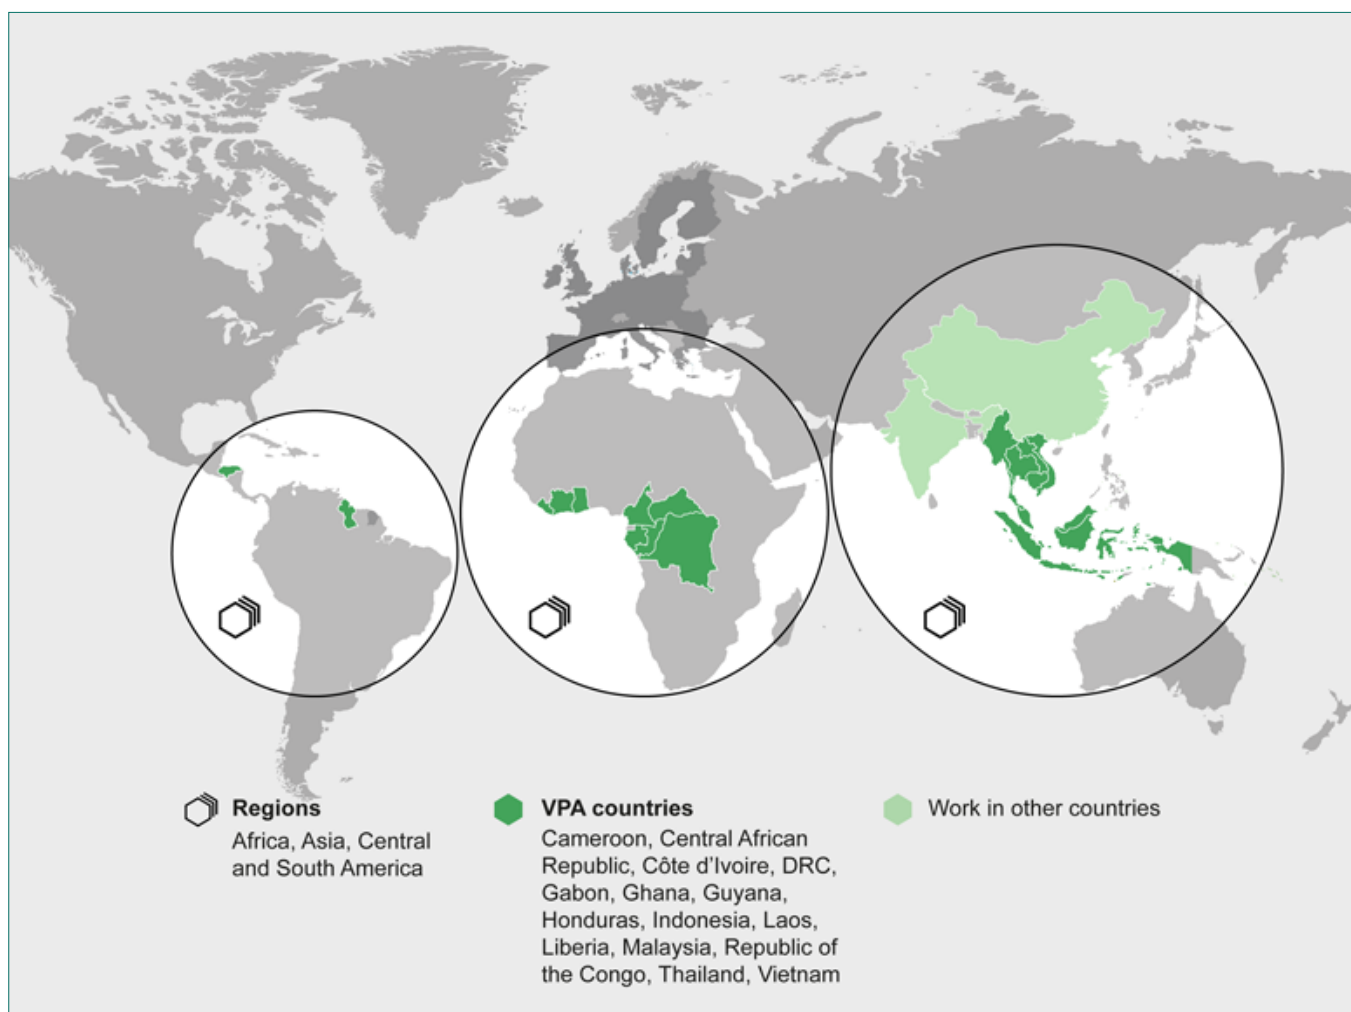 Regions
Africa, Asia, Central
and South America
VPA countries
Cameroon, Central African
Republic, Côte d’Ivoire, DRC,
Gabon, Ghana, Guyana,
Honduras, Indonesia, Laos,
Liberia, Malaysia, Republic of
the Congo, Thailand, Vietnam
Work in other countries